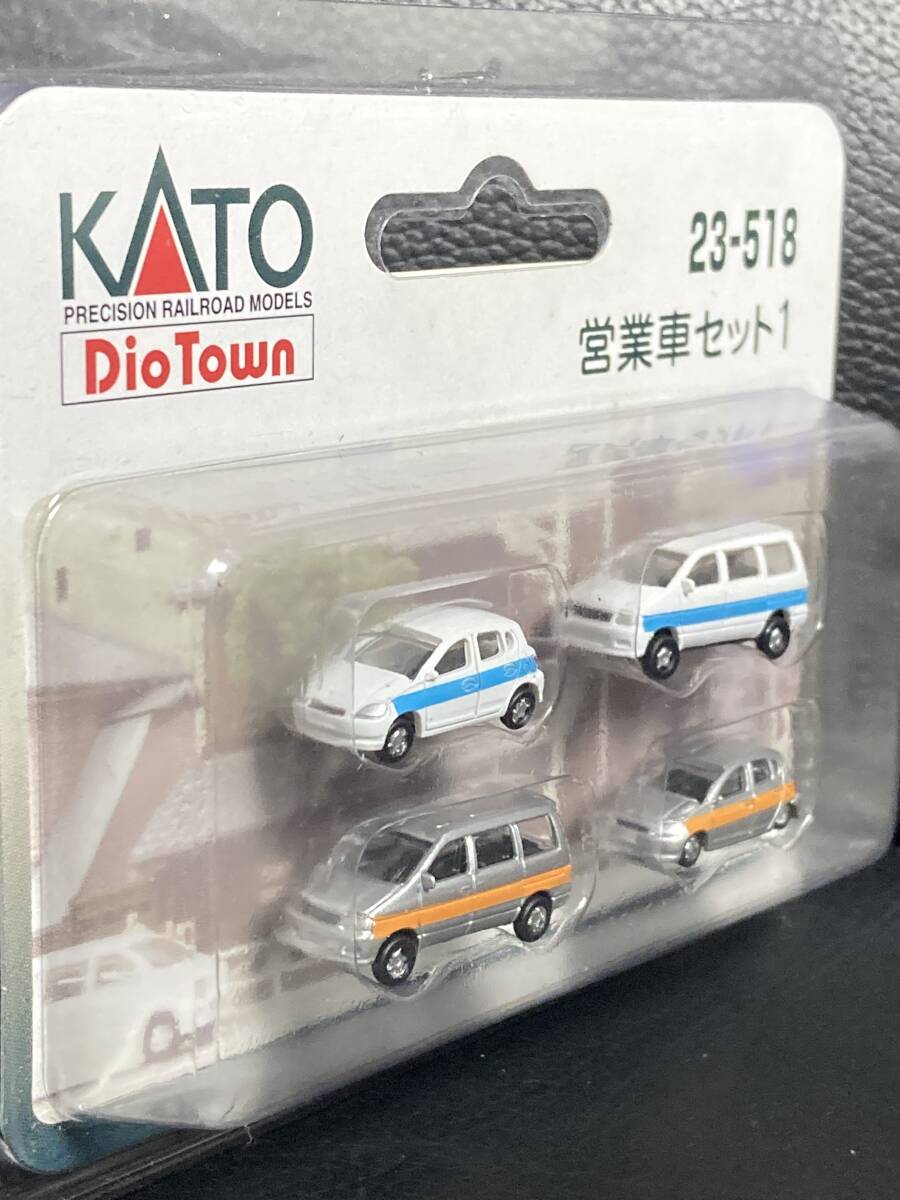 KATO
PRECISION RAILROAD MODELS
DioTown
23-518
営業車セット1